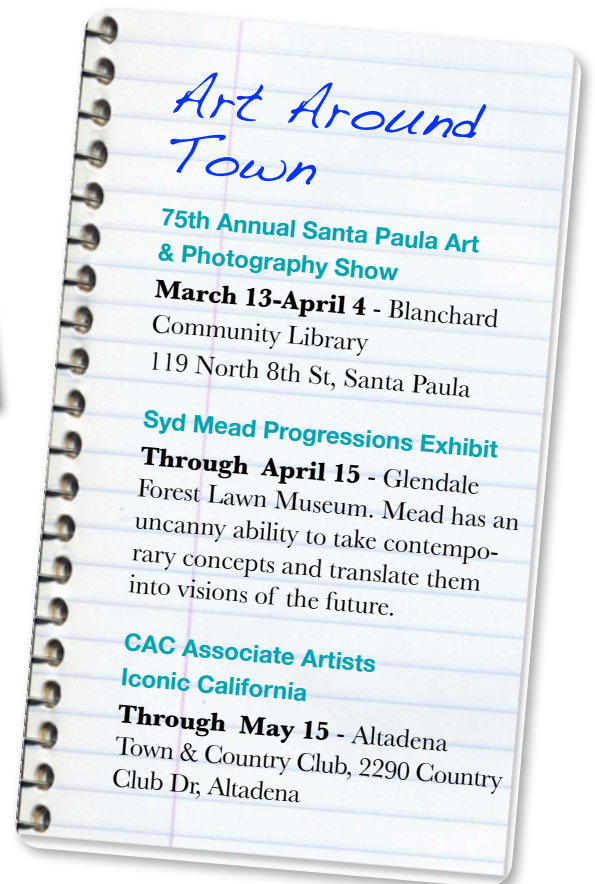 Art Around
Town
75th Annual Santa Paula Art
& Photography Show
March 13-April 4 - Blanchard
Community Library
119 North 8th St, Santa Paula
Syd Mead Progressions Exhibit
Through April 15 - Glendale
Forest Lawn Museum. Mead has an
uncanny ability to take contempo-
rary concepts and translate them
into visions of the future.
CAC Associate Artists
Iconic California
Through May 15 - Altadena
Town & Country Club, 2290 Country
Club Dr, Altadena